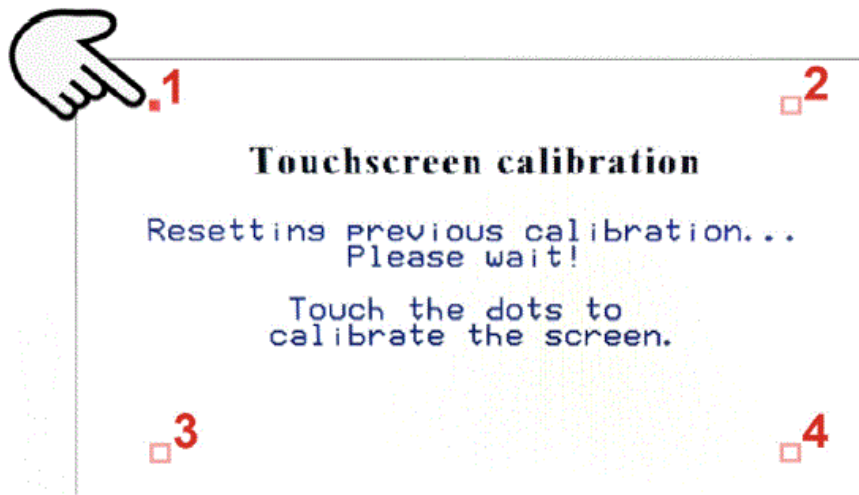 1
2
Touchscreen calibration
Resetting previous calibration...
Please wait!
Touch the dots to
calibrate the screen.
3
4